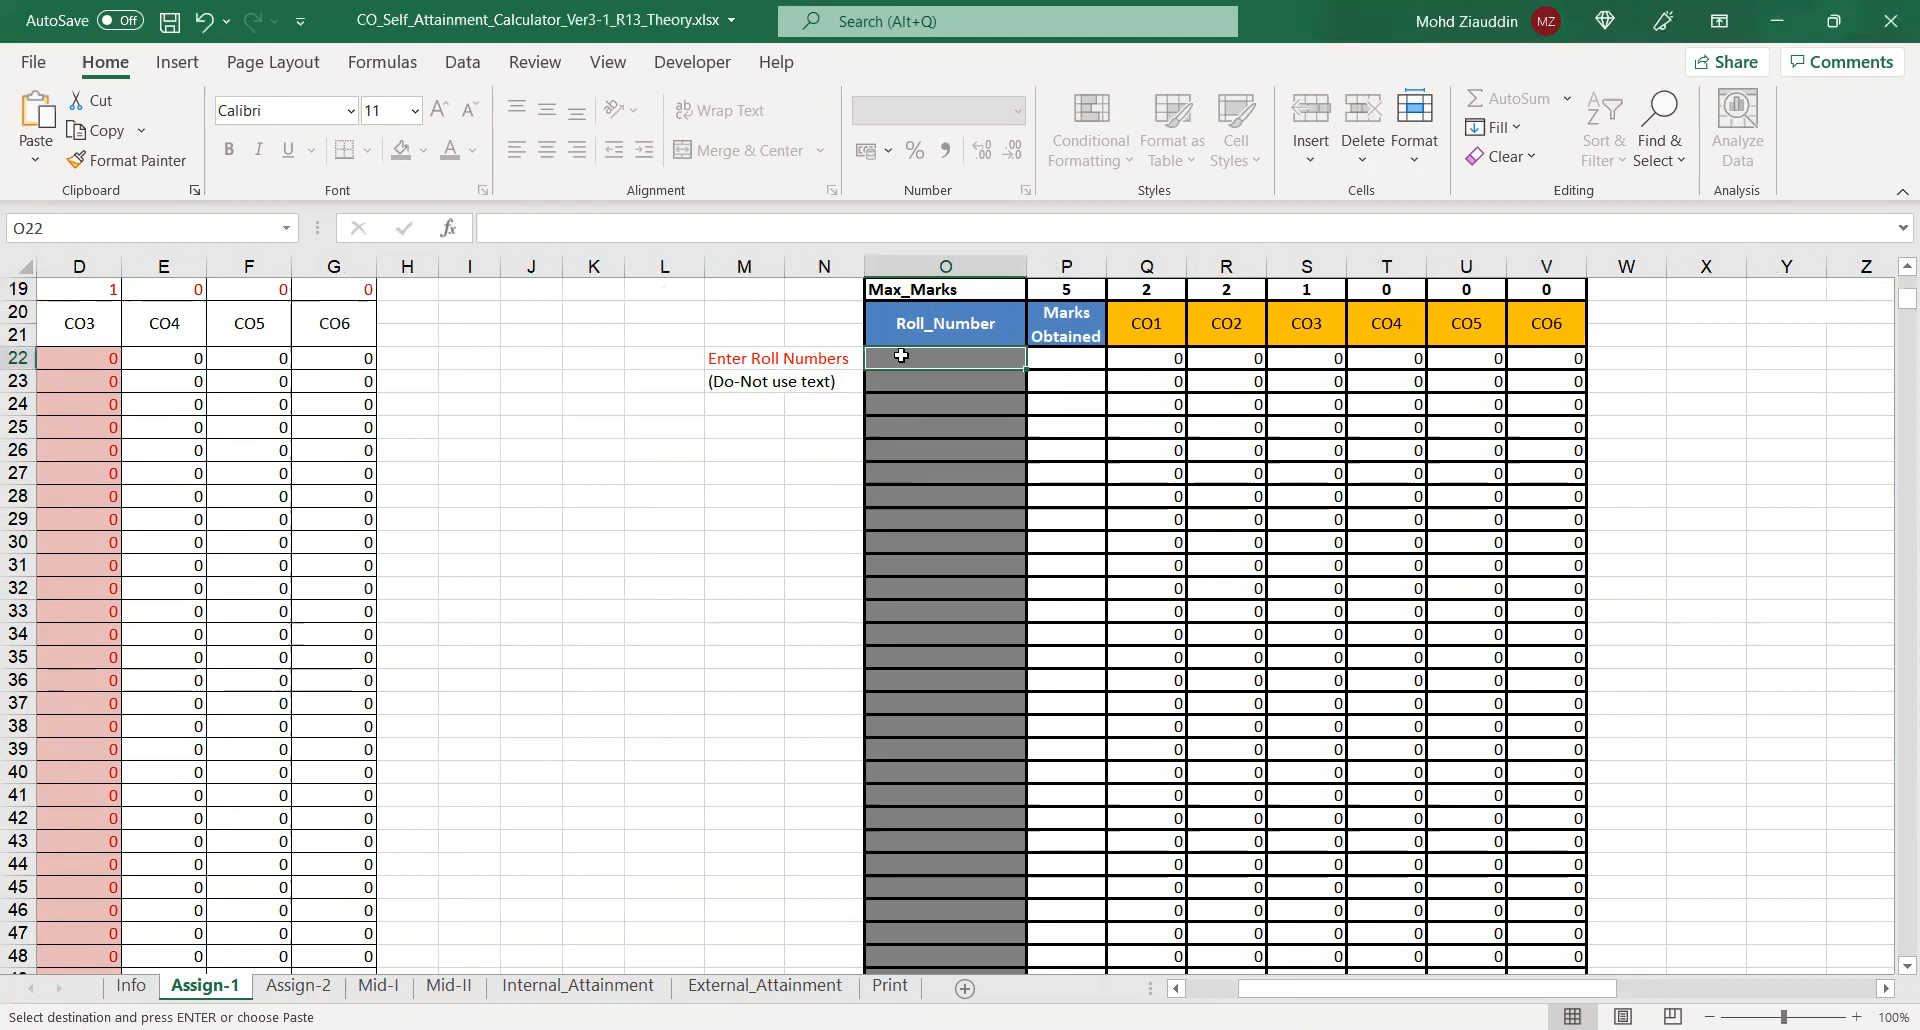 AutoSave Off CO_Self_Attainment_Calculator_Ver3-1_R13_Theory.xlsx Search (Alt+Q) Mohd Ziauddin MZ
File Home Insert Page Layout Formulas Data Review View Developer Help Share Comments
Paste Cut Copy Format Painter
Clipboard
Calibri 11 A A
B I U A
Font
ab Wrap Text
Merge & Center
Alignment
% 9 .00 .00
Number
Conditional Formatting Format as Table Cell Styles
Styles
Insert Delete Format
Cells
AutoSum Fill Clear Sort & Filter Find & Select
Editing
Analyze Data
Analysis
O22 fx
D E F G H I J K L M N O P Q R S T U V W X Y Z
19 1 0 0 0 Max_Marks 5 2 2 1 0 0 0
20 21 CO3 CO4 CO5 CO6 Roll_Number Marks Obtained CO1 CO2 CO3 CO4 CO5 CO6
22 0 0 0 0 Enter Roll Numbers 0 0 0 0 0 0
23 0 0 0 0 (Do-Not use text) 0 0 0 0 0 0
24 0 0 0 0 0 0 0 0 0 0
25 0 0 0 0 0 0 0 0 0 0
26 0 0 0 0 0 0 0 0 0 0
27 0 0 0 0 0 0 0 0 0 0
28 0 0 0 0 0 0 0 0 0 0
29 0 0 0 0 0 0 0 0 0 0
30 0 0 0 0 0 0 0 0 0 0
31 0 0 0 0 0 0 0 0 0 0
32 0 0 0 0 0 0 0 0 0 0
33 0 0 0 0 0 0 0 0 0 0
34 0 0 0 0 0 0 0 0 0 0
35 0 0 0 0 0 0 0 0 0 0
36 0 0 0 0 0 0 0 0 0 0
37 0 0 0 0 0 0 0 0 0 0
38 0 0 0 0 0 0 0 0 0 0
39 0 0 0 0 0 0 0 0 0 0
40 0 0 0 0 0 0 0 0 0 0
41 0 0 0 0 0 0 0 0 0 0
42 0 0 0 0 0 0 0 0 0 0
43 0 0 0 0 0 0 0 0 0 0
44 0 0 0 0 0 0 0 0 0 0
45 0 0 0 0 0 0 0 0 0 0
46 0 0 0 0 0 0 0 0 0 0
47 0 0 0 0 0 0 0 0 0 0
48 0 0 0 0 0 0 0 0 0 0
Info Assign-1 Assign-2 Mid-I Mid-II Internal_Attainment External_Attainment Print
Select destination and press ENTER or choose Paste 100%